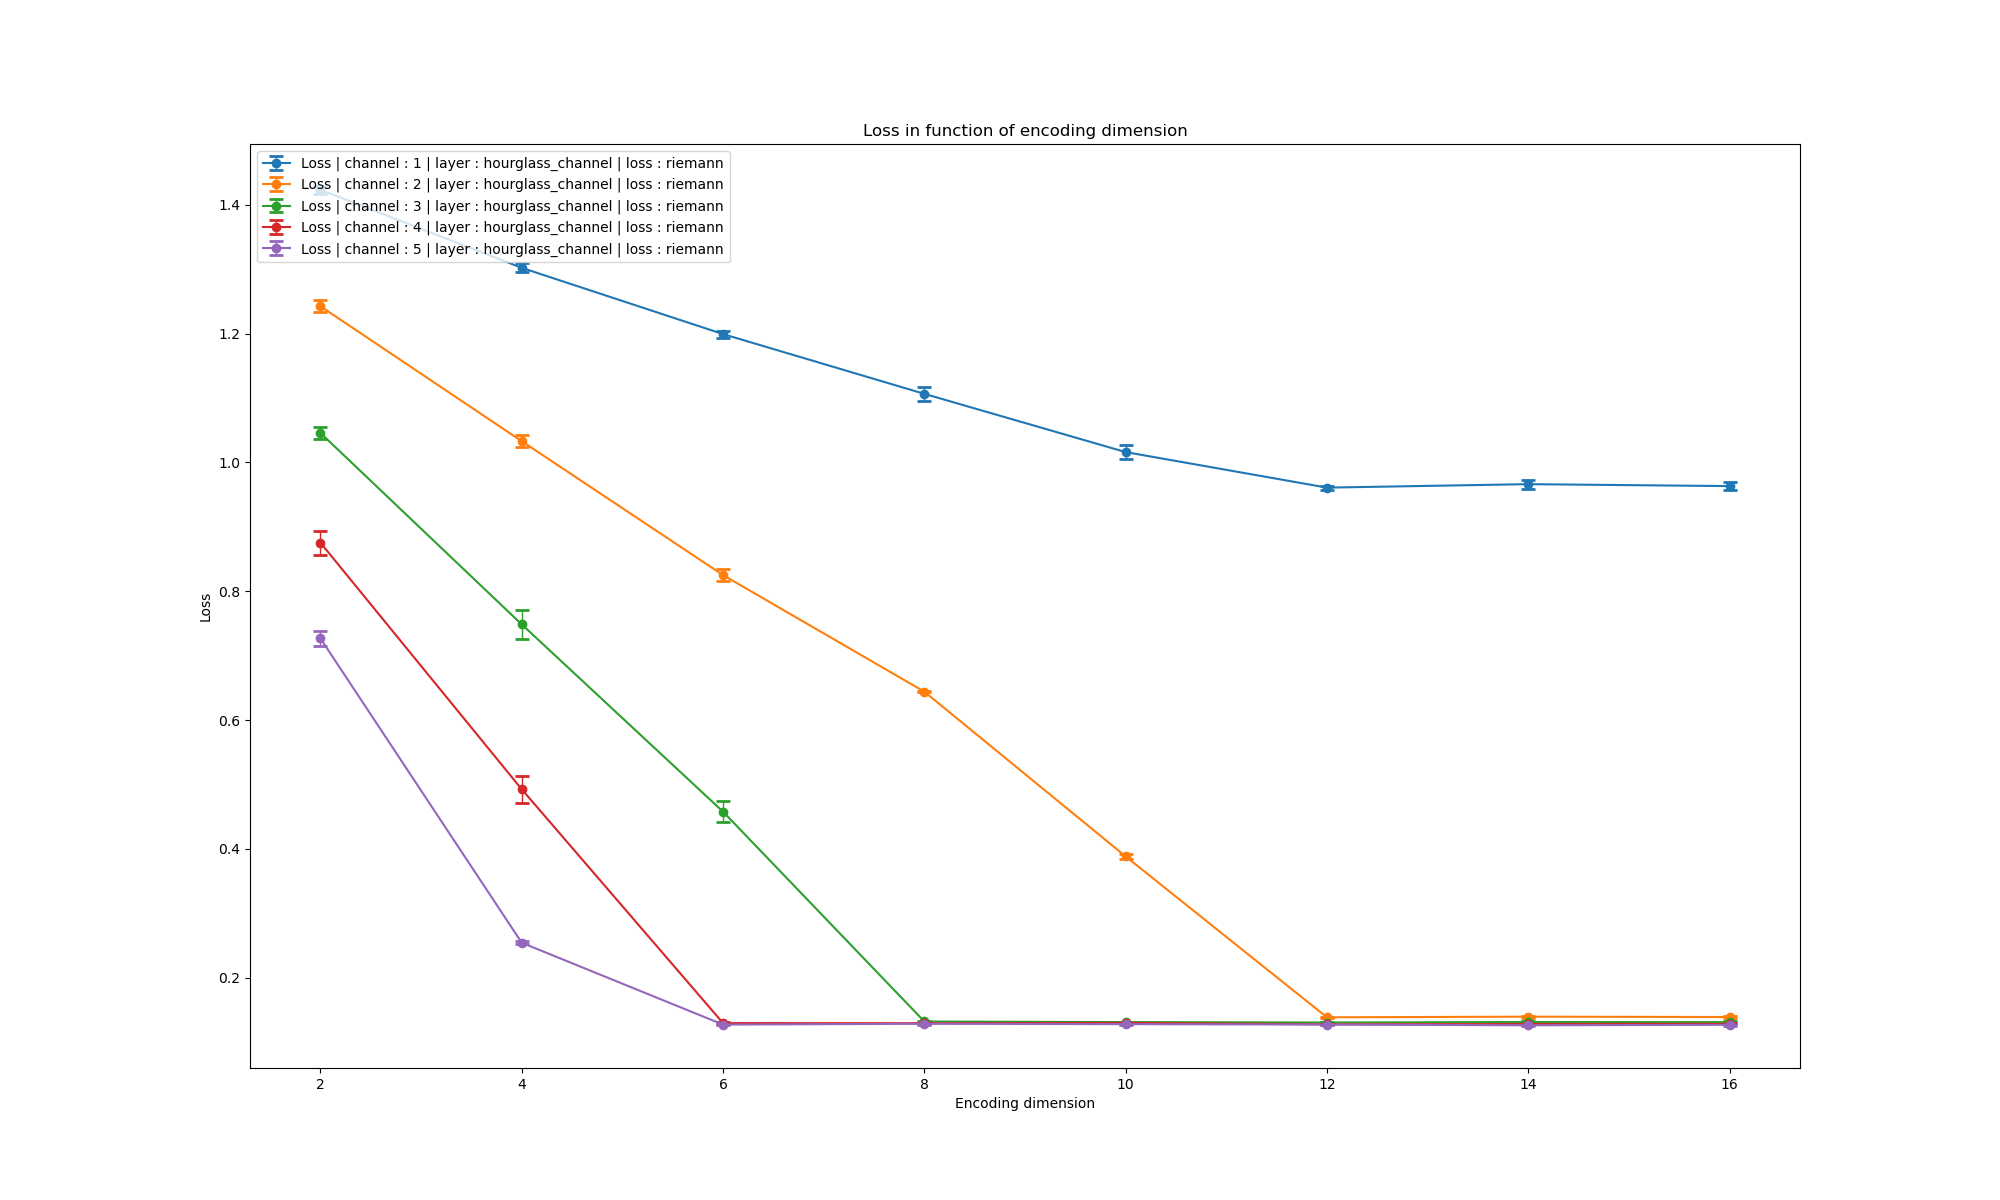 Loss in function of encoding dimension
Loss | channel : 1 | layer : hourglass_channel | loss : riemann
Loss | channel : 2 | layer : hourglass_channel | loss : riemann
Loss | channel : 3 | layer : hourglass_channel | loss : riemann
Loss | channel : 4 | layer : hourglass_channel | loss : riemann
Loss | channel : 5 | layer : hourglass_channel | loss : riemann
1.4
1.2
1.0
0.8
0.6
0.4
0.2
Loss
2 4 6 8 10 12 14 16
Encoding dimension